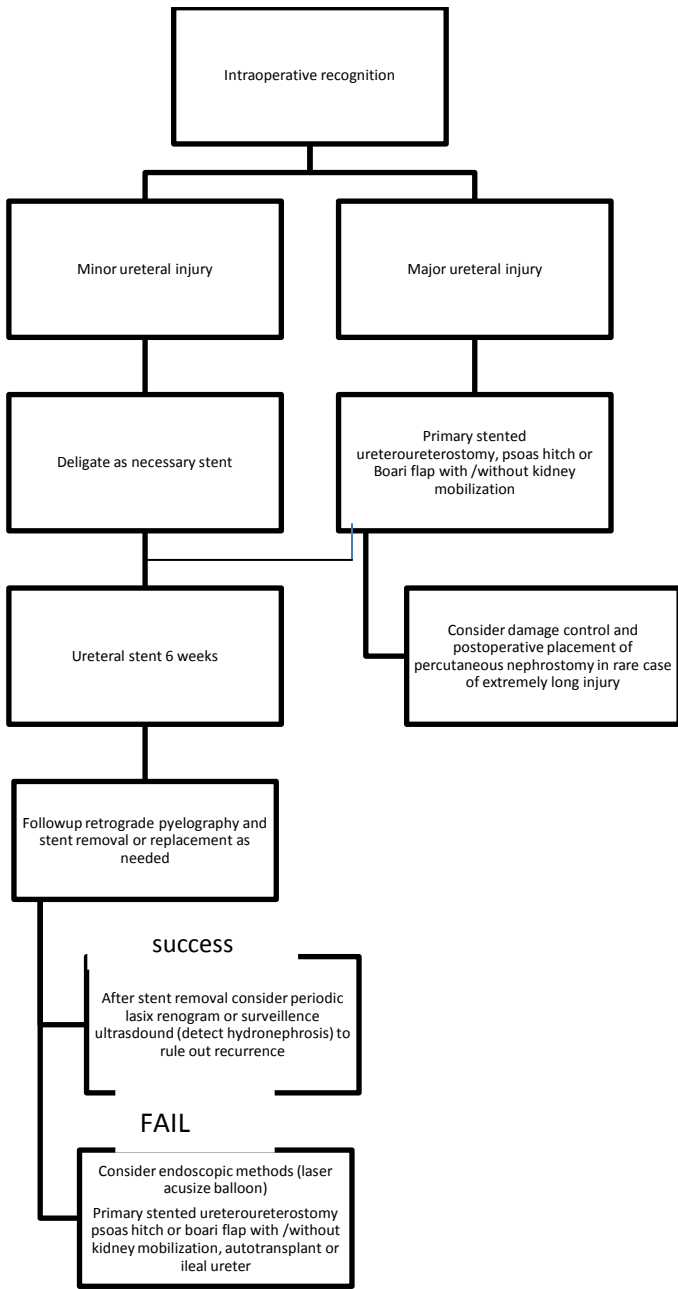 Intraoperative recognition
Minor ureteral injury
Major ureteral injury
Deligate as necessary stent
Primary stented
ureteroureterostomy, psoas hitch or
Boari flap with /without kidney
mobilization
Ureteral stent 6 weeks
Consider damage control and
postoperative placement of
percutaneous nephrostomy in rare case
of extremely long injury
Followup retrograde pyelography and
stent removal or replacement as
needed
success
After stent removal consider periodic
lasix renogram or surveillence
ultrasdound (detect hydronephrosis) to
rule out recurrence
FAIL
Consider endoscopic methods (laser
acusize balloon)
Primary stented ureteroureterostomy
psoas hitch or boari flap with /without
kidney mobilization, autotransplant or
ileal ureter